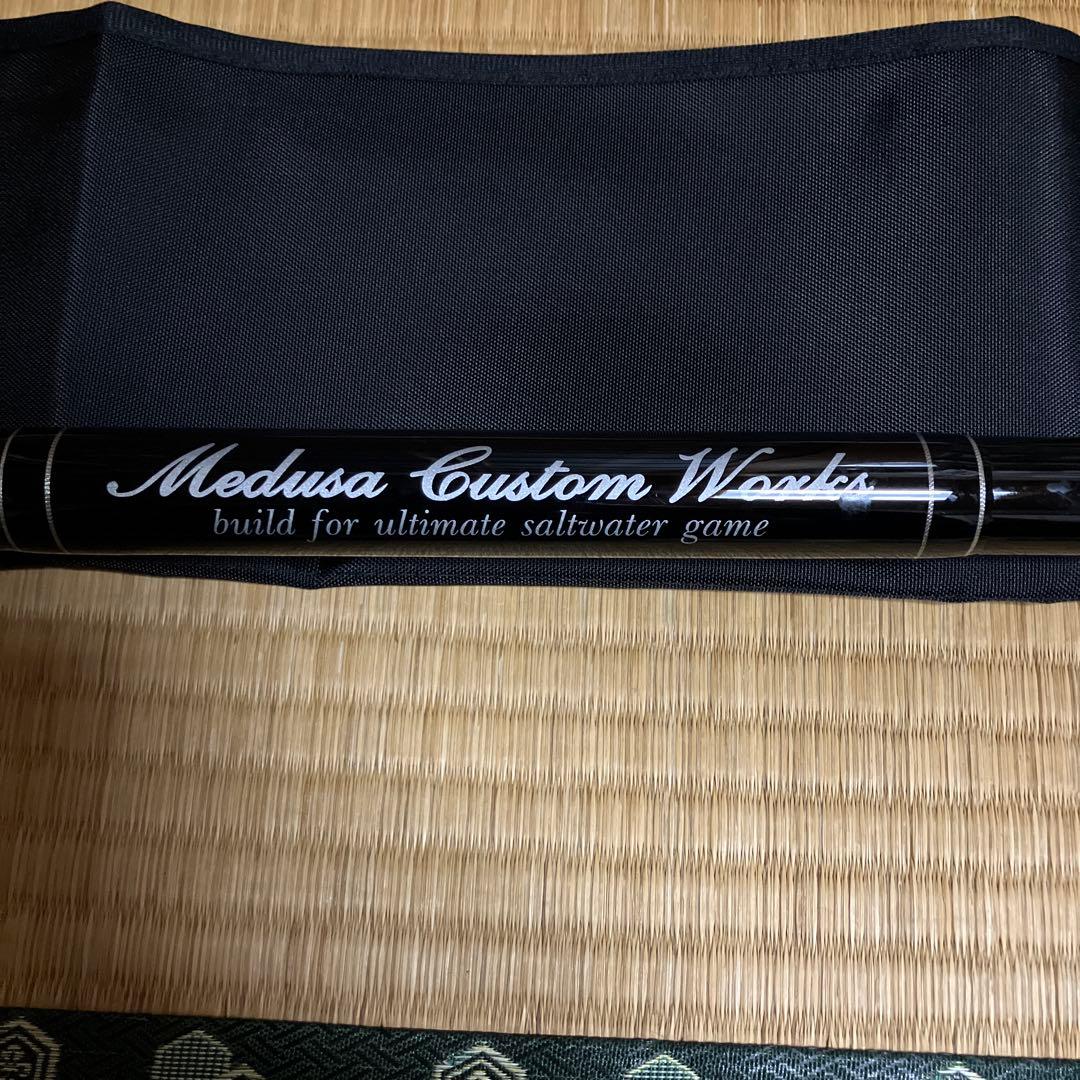 Medusa Custom Works
build for ultimate saltwater game